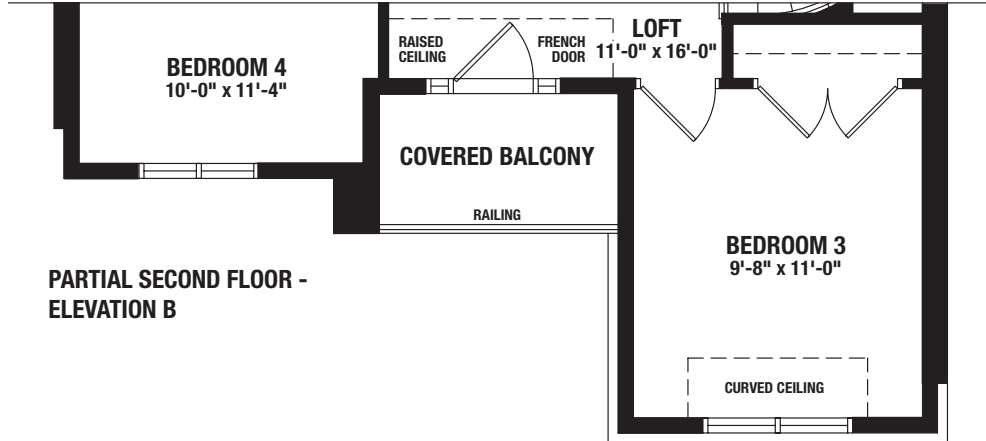 BEDROOM 4
10'-0" x 11'-4"
RAISED
CEILING
FRENCH
DOOR
LOFT
11'-0" x 16'-0"
COVERED BALCONY
RAILING
BEDROOM 3
9'-8" x 11'-0"
PARTIAL SECOND FLOOR -
ELEVATION B
CURVED CEILING